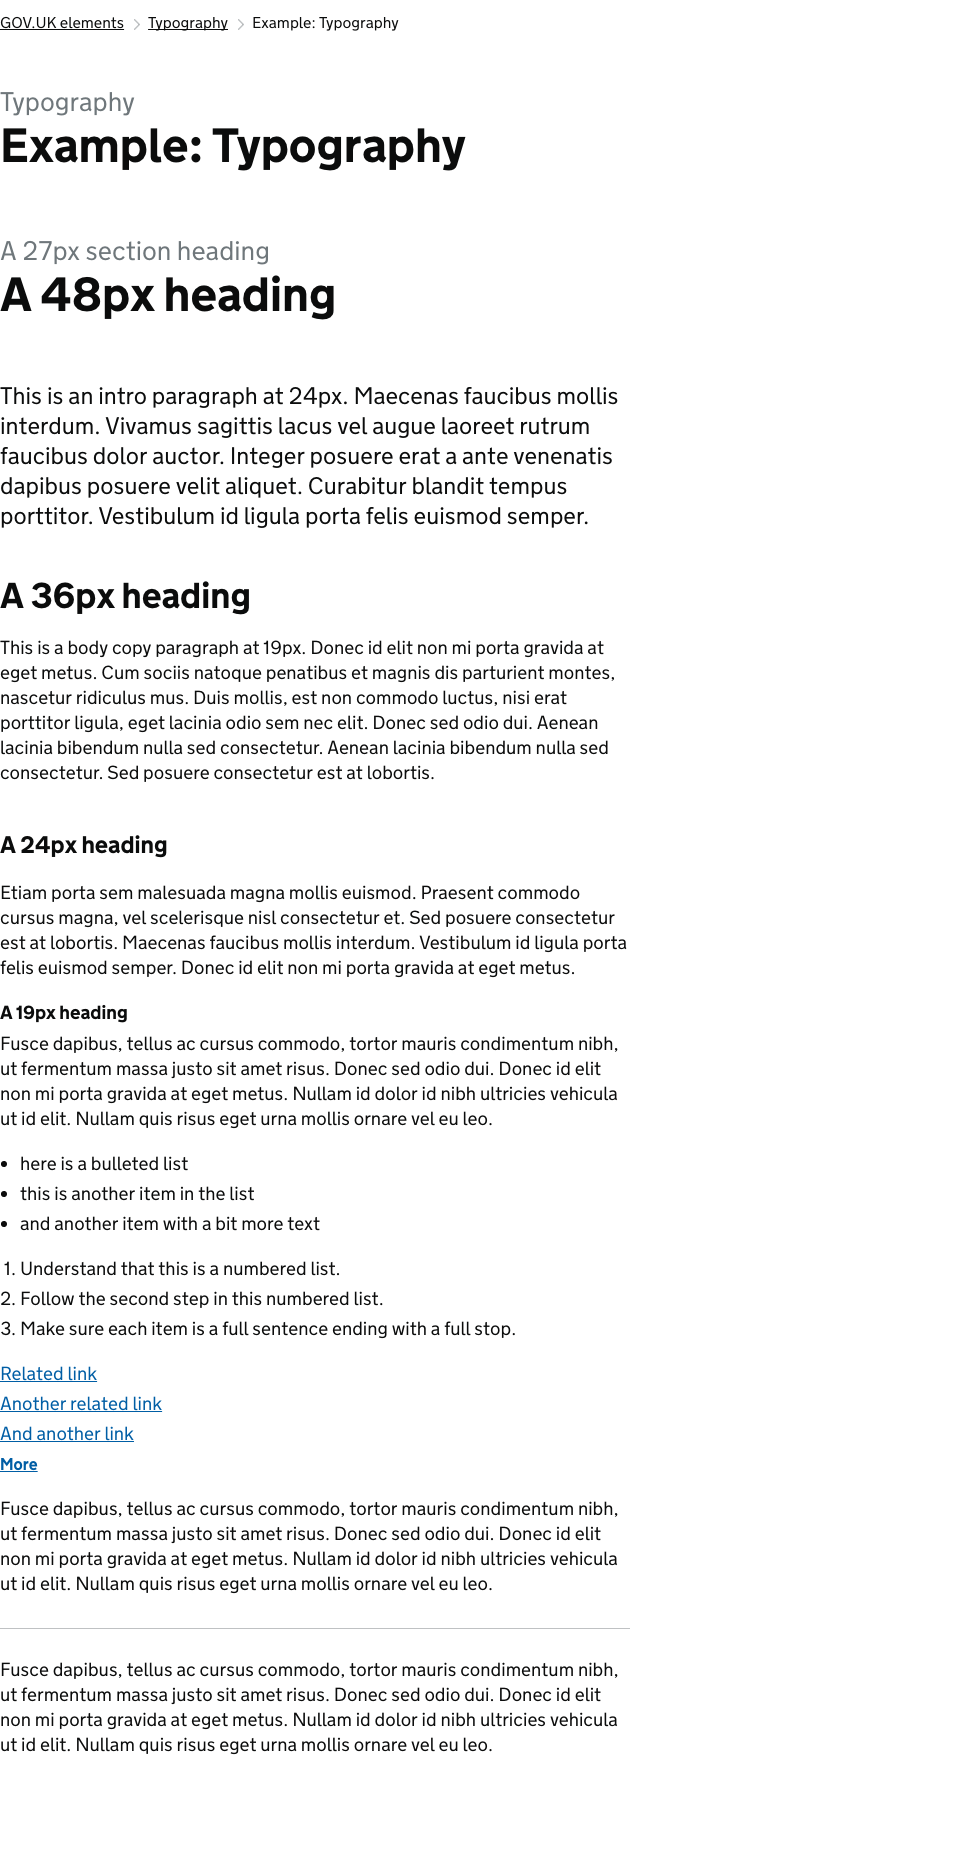 GOV.UK elements Typography Example: Typography
Typography
Example: Typography
A 27px section heading
A 48px heading
This is an intro paragraph at 24px. Maecenas faucibus mollis
interdum. Vivamus sagittis lacus vel augue laoreet rutrum
faucibus dolor auctor. Integer posuere erat a ante venenatis
dapibus posuere velit aliquet. Curabitur blandit tempus
porttitor. Vestibulum id ligula porta felis euismod semper.
A 36px heading
This is a body copy paragraph at 19px. Donec id elit non mi porta gravida at
eget metus. Cum sociis natoque penatibus et magnis dis parturient montes,
nascetur ridiculus mus. Duis mollis, est non commodo luctus, nisi erat
porttitor ligula, eget lacinia odio sem nec elit. Donec sed odio dui. Aenean
lacinia bibendum nulla sed consectetur. Aenean lacinia bibendum nulla sed
consectetur. Sed posuere consectetur est at lobortis.
A 24px heading
Etiam porta sem malesuada magna mollis euismod. Praesent commodo
cursus magna, vel scelerisque nisl consectetur et. Sed posuere consectetur
est at lobortis. Maecenas faucibus mollis interdum. Vestibulum id ligula porta
felis euismod semper. Donec id elit non mi porta gravida at eget metus.
A 19px heading
Fusce dapibus, tellus ac cursus commodo, tortor mauris condimentum nibh,
ut fermentum massa justo sit amet risus. Donec sed odio dui. Donec id elit
non mi porta gravida at eget metus. Nullam id dolor id nibh ultricies vehicula
ut id elit. Nullam quis risus eget urna mollis ornare vel eu leo.
• here is a bulleted list
• this is another item in the list
• and another item with a bit more text
1. Understand that this is a numbered list.
2. Follow the second step in this numbered list.
3. Make sure each item is a full sentence ending with a full stop.
Related link
Another related link
And another link
More
Fusce dapibus, tellus ac cursus commodo, tortor mauris condimentum nibh,
ut fermentum massa justo sit amet risus. Donec sed odio dui. Donec id elit
non mi porta gravida at eget metus. Nullam id dolor id nibh ultricies vehicula
ut id elit. Nullam quis risus eget urna mollis ornare vel eu leo.
Fusce dapibus, tellus ac cursus commodo, tortor mauris condimentum nibh,
ut fermentum massa justo sit amet risus. Donec sed odio dui. Donec id elit
non mi porta gravida at eget metus. Nullam id dolor id nibh ultricies vehicula
ut id elit. Nullam quis risus eget urna mollis ornare vel eu leo.